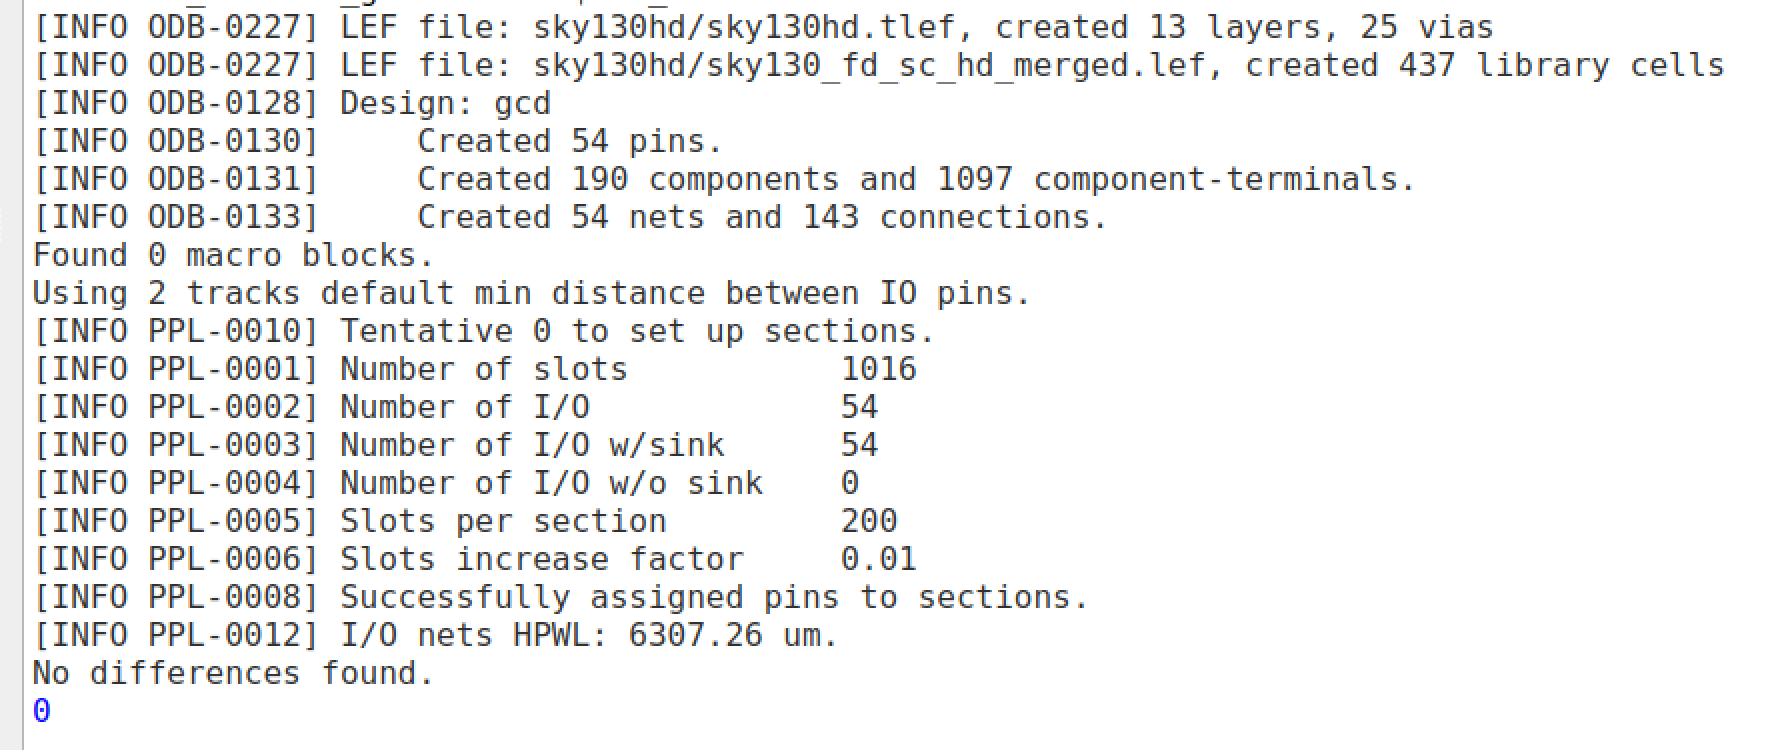 [INFO ODB-0227] LEF file: sky130hd/sky130hd.tlef, created 13 layers, 25 vias
[INFO ODB-0227] LEF file: sky130hd/sky130_fd_sc_hd_merged.lef, created 437 library cells
[INFO ODB-0128] Design: gcd
[INFO ODB-0130]     Created 54 pins.
[INFO ODB-0131]     Created 190 components and 1097 component-terminals.
[INFO ODB-0133]     Created 54 nets and 143 connections.
Found 0 macro blocks.
Using 2 tracks default min distance between IO pins.
[INFO PPL-0010] Tentative 0 to set up sections.
[INFO PPL-0001] Number of slots           1016
[INFO PPL-0002] Number of I/O             54
[INFO PPL-0003] Number of I/O w/sink      54
[INFO PPL-0004] Number of I/O w/o sink    0
[INFO PPL-0005] Slots per section         200
[INFO PPL-0006] Slots increase factor     0.01
[INFO PPL-0008] Successfully assigned pins to sections.
[INFO PPL-0012] I/O nets HPWL: 6307.26 um.
No differences found.
0